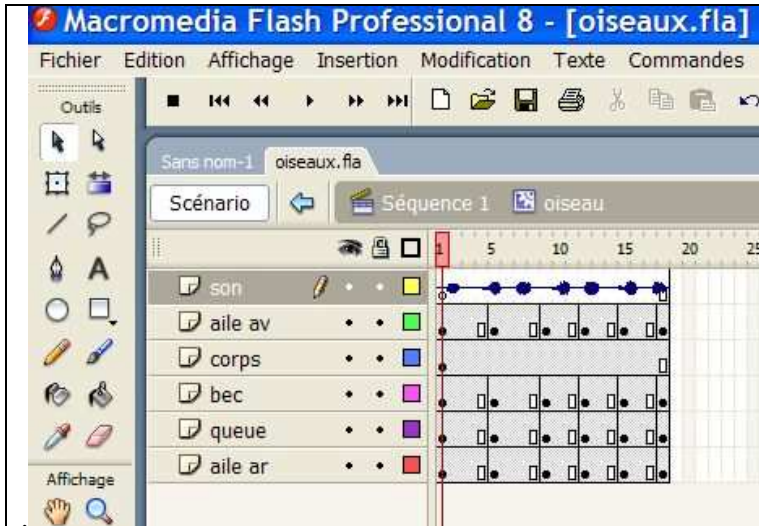 Macromedia Flash Professional 8 - [oiseaux.fla]
Fichier Edition Affichage Insertion Modification Texte Commandes
Outils
Sans nom-1 oiseaux.fla
Scénario Séquence 1 oiseau
1 5 10 15 20 25
son
aile av
corps
bec
queue
aile ar
Affichage